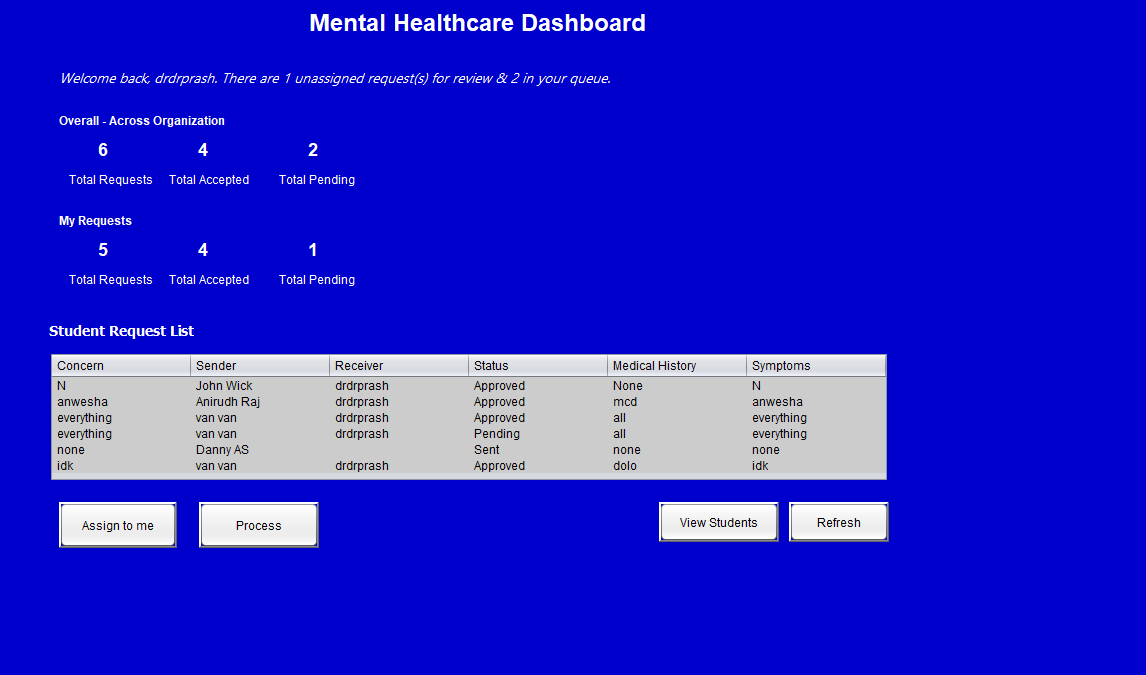 Mental Healthcare Dashboard
Welcome back, drdrprash. There are 1 unassigned request(s) for review & 2 in your queue.
Overall - Across Organization
6 4 2
Total Requests Total Accepted Total Pending
My Requests
5 4 1
Total Requests Total Accepted Total Pending
Student Request List
Concern Sender Receiver Status Medical History Symptoms
N John Wick drdrprash Approved None N
anwesha Anirudh Raj drdrprash Approved mcd anwesha
everything van van drdrprash Approved all everything
everything van van drdrprash Pending all everything
none Danny AS Sent none none
idk van van drdrprash Approved dolo idk
Assign to me Process View Students Refresh